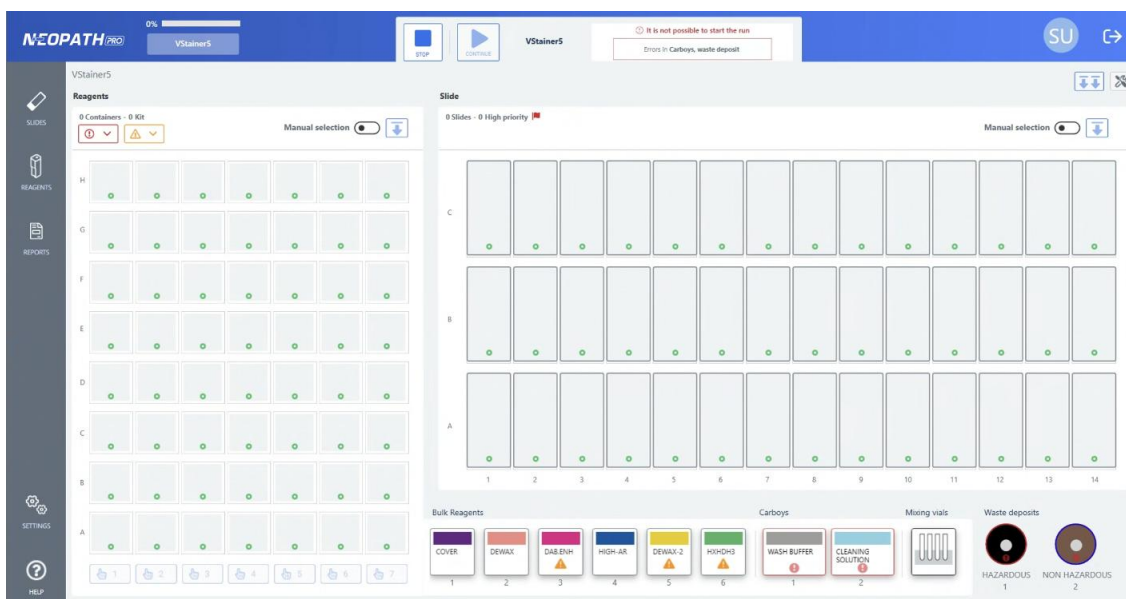 NEOPATH PRO
0%
VStainer5
STOP
CONTINUE
VStainer5
It is not possible to start the run
Errors in Carboys, waste deposit
SU
SLIDES
REAGENTS
REPORTS
SETTINGS
HELP
VStainer5
Reagents
0 Containers - 0 Kit
Manual selection
H
G
F
E
D
C
B
A
1 2 3 4 5 6 7
Slide
0 Slides - 0 High priority
Manual selection
C
B
A
1 2 3 4 5 6 7 8 9 10 11 12 13 14
Bulk Reagents
COVER
DEWAX
DAB.ENH
HIGH-AR
DEWAX-2
HXHDH3
1 2 3 4 5 6
Carboys
WASH BUFFER
CLEANING
SOLUTION
1 2
Mixing vials
Waste deposits
HAZARDOUS
1
NON HAZARDOUS
2